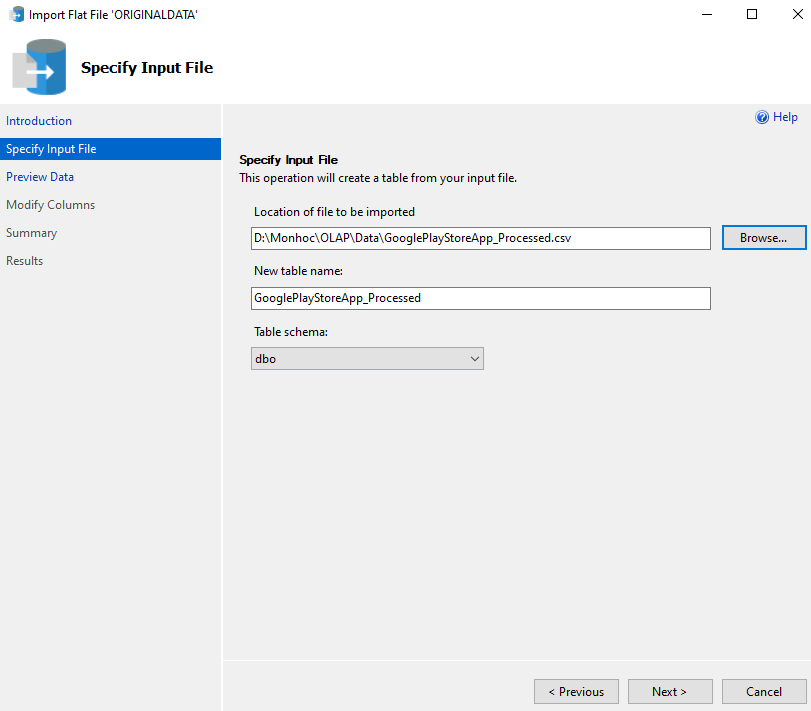 Import Flat File 'ORIGINALDATA'
Specify Input File
Introduction
Specify Input File
Preview Data
Modify Columns
Summary
Results
Help
Specify Input File
This operation will create a table from your input file.
Location of file to be imported
D:\Monhoc\OLAP\Data\GooglePlayStoreApp_Processed.csv
Browse...
New table name:
GooglePlayStoreApp_Processed
Table schema:
dbo
< Previous
Next >
Cancel